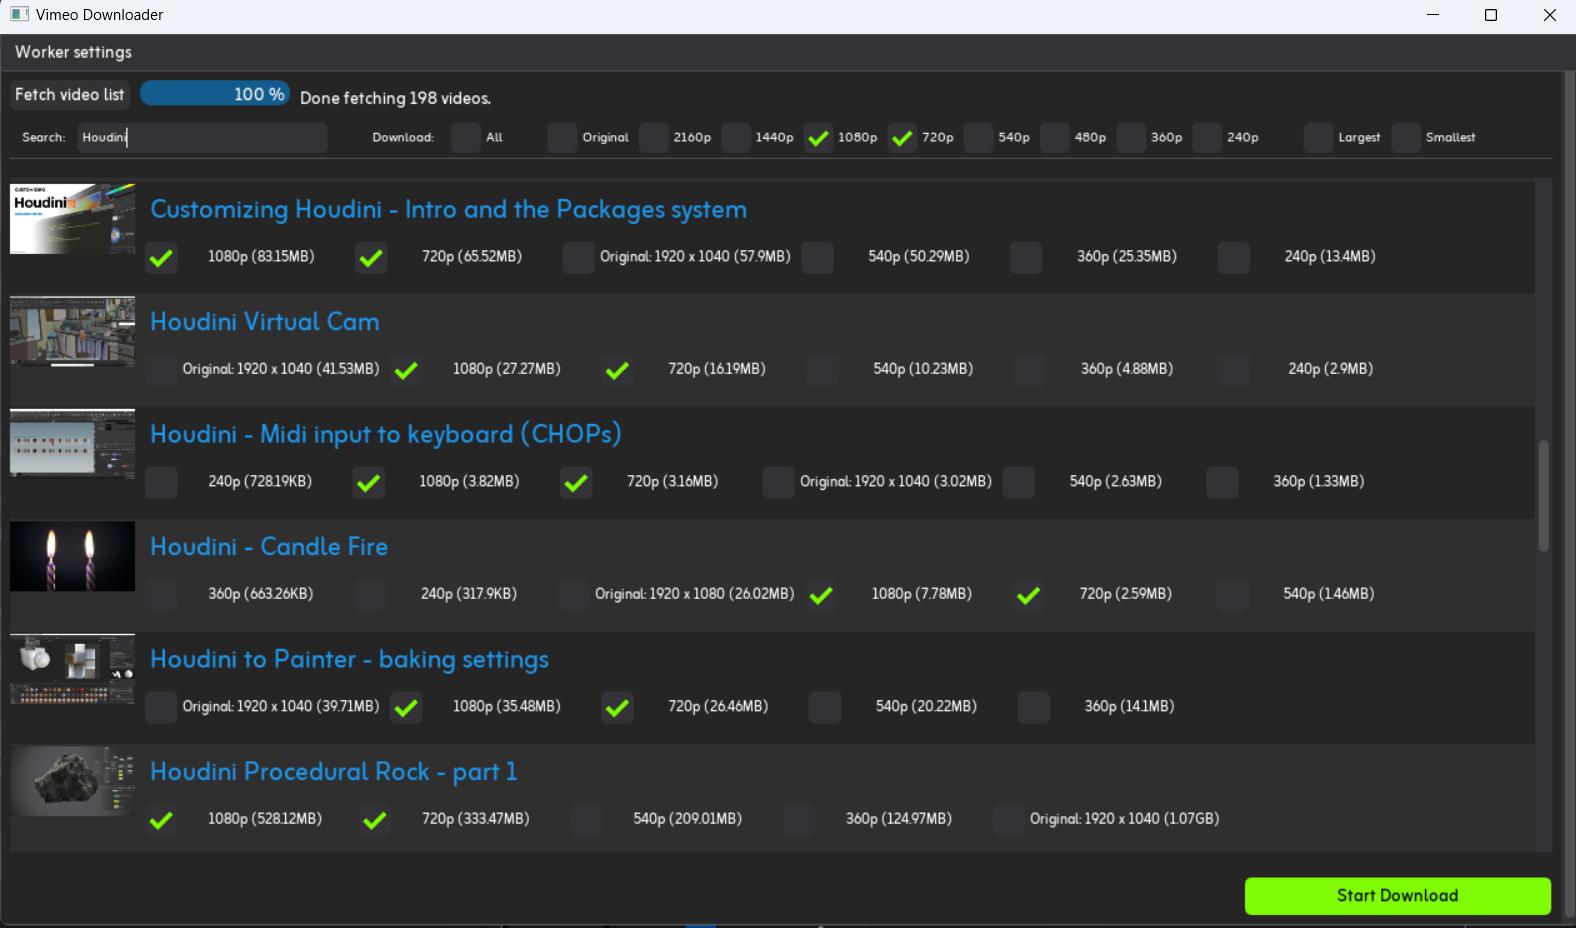 Vimeo Downloader
Worker settings
Fetch video list 100 % Done fetching 198 videos.
Search: Houdini Download: All Original 2160p 1440p 1080p 720p 540p 480p 360p 240p Largest Smallest
Houdini
Customizing Houdini - Intro and the Packages system
1080p (83.15MB) 720p (65.52MB) Original: 1920 x 1040 (57.9MB) 540p (50.29MB) 360p (25.35MB) 240p (13.4MB)
Houdini Virtual Cam
Original: 1920 x 1040 (41.53MB) 1080p (27.27MB) 720p (16.19MB) 540p (10.23MB) 360p (4.88MB) 240p (2.9MB)
Houdini - Midi input to keyboard (CHOPs)
240p (728.19KB) 1080p (3.82MB) 720p (3.16MB) Original: 1920 x 1040 (3.02MB) 540p (2.63MB) 360p (1.33MB)
Houdini - Candle Fire
360p (663.26KB) 240p (317.9KB) Original: 1920 x 1080 (26.02MB) 1080p (7.78MB) 720p (2.59MB) 540p (1.46MB)
Houdini to Painter - baking settings
Original: 1920 x 1040 (39.71MB) 1080p (35.48MB) 720p (26.46MB) 540p (20.22MB) 360p (14.1MB)
Houdini Procedural Rock - part 1
1080p (528.12MB) 720p (333.47MB) 540p (209.01MB) 360p (124.97MB) Original: 1920 x 1040 (1.07GB)
Start Download